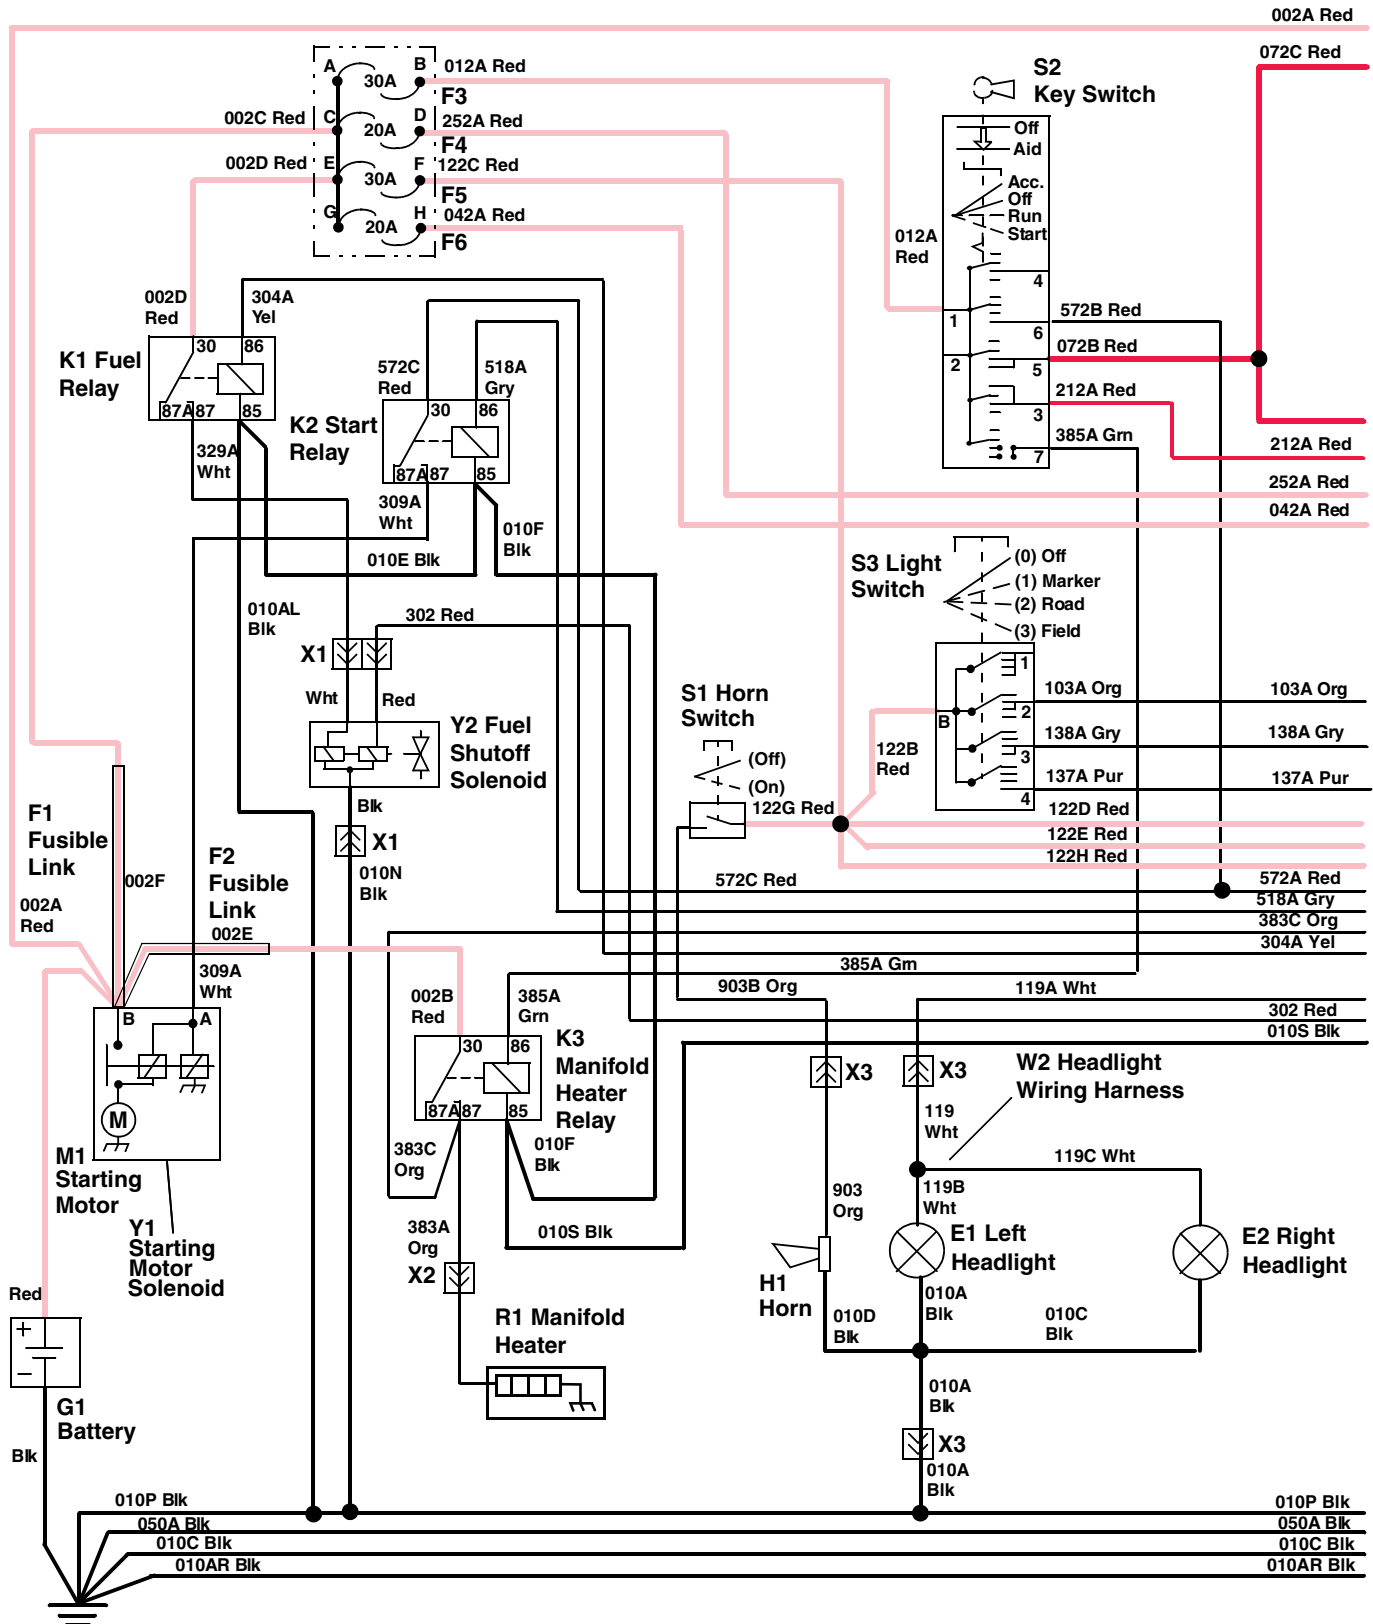 002A Red
072C Red
A
30A
B
012A Red
F3
S2
Key Switch
002C Red
C
20A
D
252A Red
F4
Off
Aid
002D Red
E
30A
F
122C Red
F5
Acc.
Off
Run
Start
G
20A
H
042A Red
F6
012A
Red
002D
Red
304A
Yel
4
1
572B Red
6
K1 Fuel
Relay
30
86
87A
87
85
572C
Red
518A
Gry
2
072B Red
5
212A Red
3
K2 Start
Relay
30
86
87A
87
85
385A Grn
7
212A Red
329A
Wht
252A Red
309A
Wht
010F
Blk
042A Red
010E Blk
S3 Light
Switch
(0) Off
(1) Marker
(2) Road
(3) Field
010AL
Blk
302 Red
X1
1
Wht
Red
S1 Horn
Switch
103A Org
103A Org
B
2
Y2 Fuel
Shutoff
Solenoid
138A Gry
138A Gry
3
122B
Red
(Off)
(On)
137A Pur
137A Pur
4
Blk
122G Red
122D Red
F1
Fusible
Link
X1
122E Red
122H Red
F2
Fusible
Link
002F
010N
Blk
572C Red
572A Red
002A
Red
518A Gry
383C Org
002E
304A Yel
309A
Wht
385A Grn
903B Org
119A Wht
002B
Red
385A
Grn
302 Red
010S Blk
B
A
30
86
K3
Manifold
Heater
Relay
X3
X3
W2 Headlight
Wiring Harness
87A
87
85
M
119
Wht
383C
Org
010F
Blk
M1
Starting
Motor
119C Wht
119B
Wht
903
Org
Y1
Starting
Motor
Solenoid
383A
Org
010S Blk
E1 Left
Headlight
E2 Right
Headlight
X2
H1
Horn
Red
010A
Blk
010D
Blk
010C
Blk
R1 Manifold
Heater
+
−
G1
Battery
010A
Blk
X3
Blk
010A
Blk
010P Blk
010P Blk
050A Blk
050A Blk
010C Blk
010C Blk
010AR Blk
010AR Blk